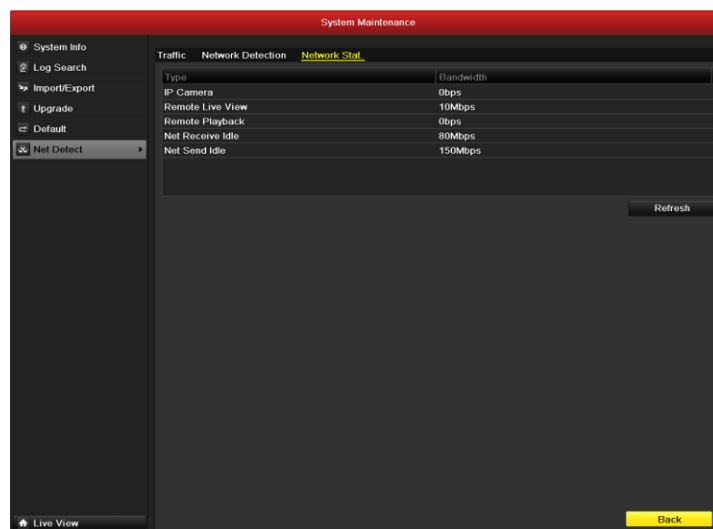 System Maintenance
System Info
Log Search
Import/Export
Upgrade
Default
Net Detect
Traffic Network Detection Network Stat.
Type Bandwidth
IP Camera 0bps
Remote Live View 10Mbps
Remote Playback 0bps
Net Receive Idle 80Mbps
Net Send Idle 150Mbps
Refresh
Live View
Back